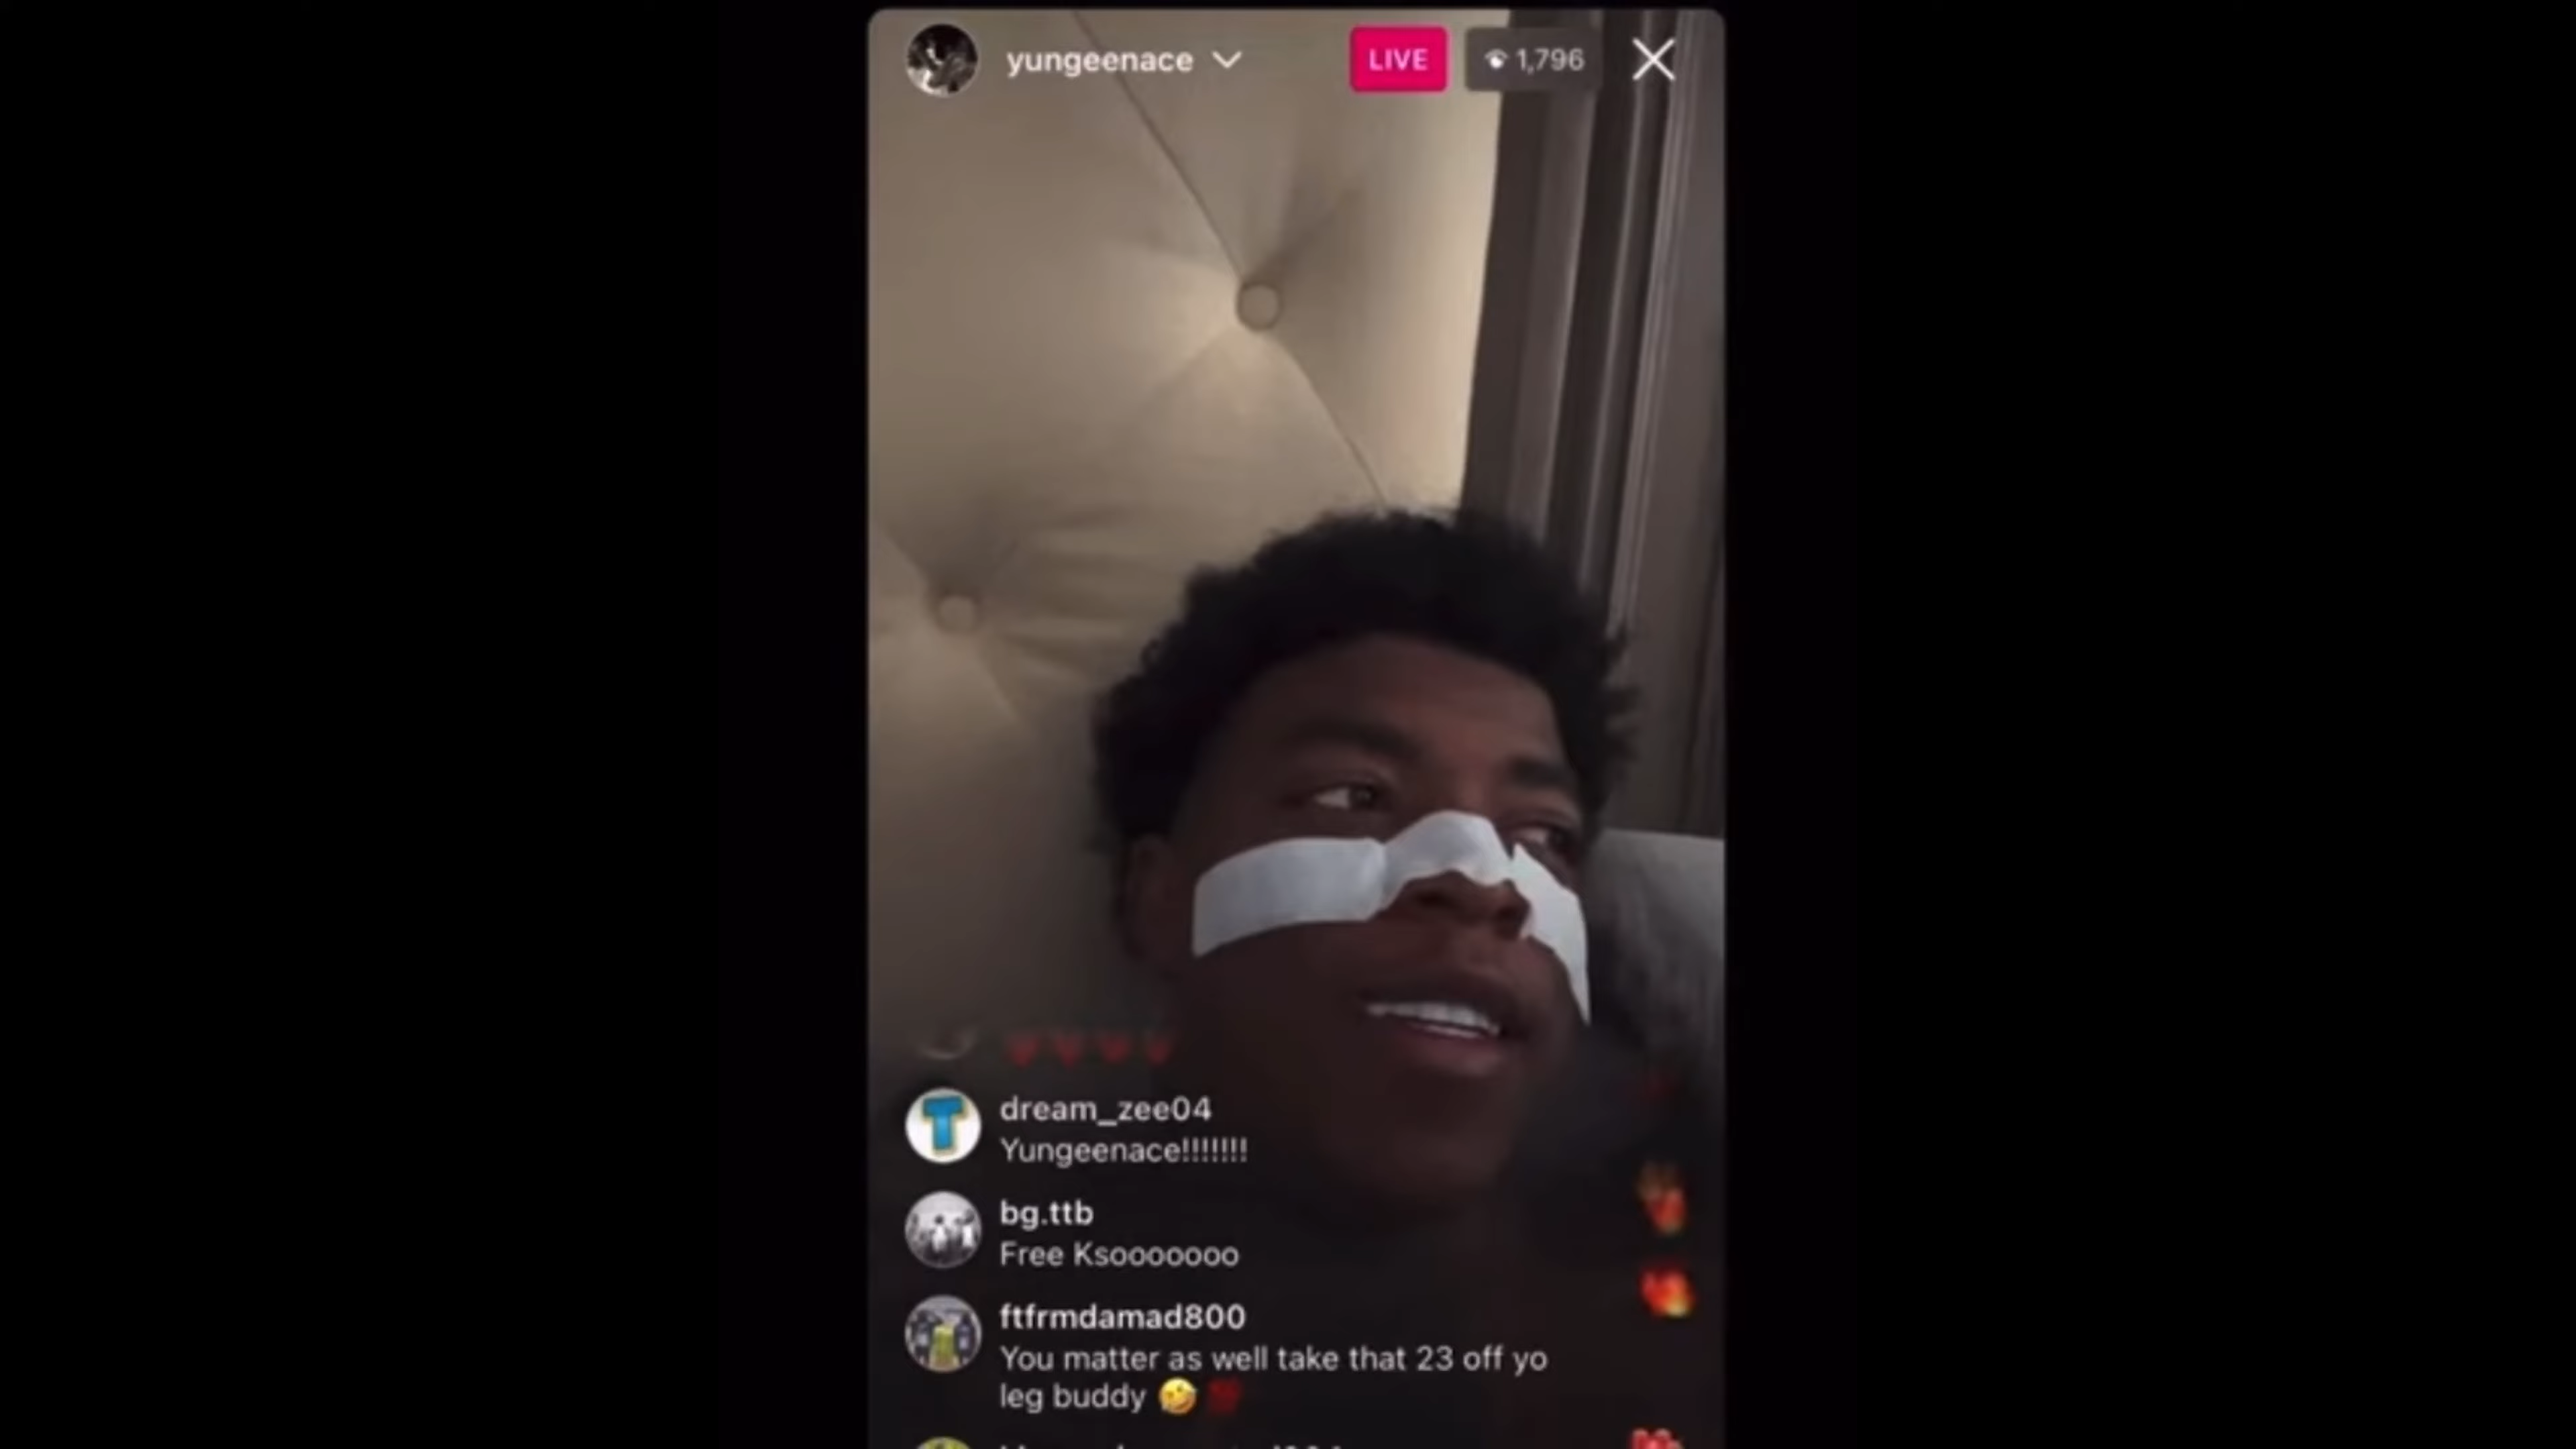 yungeenace
LIVE
1,796
dream_zee04
Yungeenace!!!!!!!
bg.ttb
Free Ksooooooo
ftfrmdamad800
You matter as well take that 23 off yo
leg buddy 🤣 💯